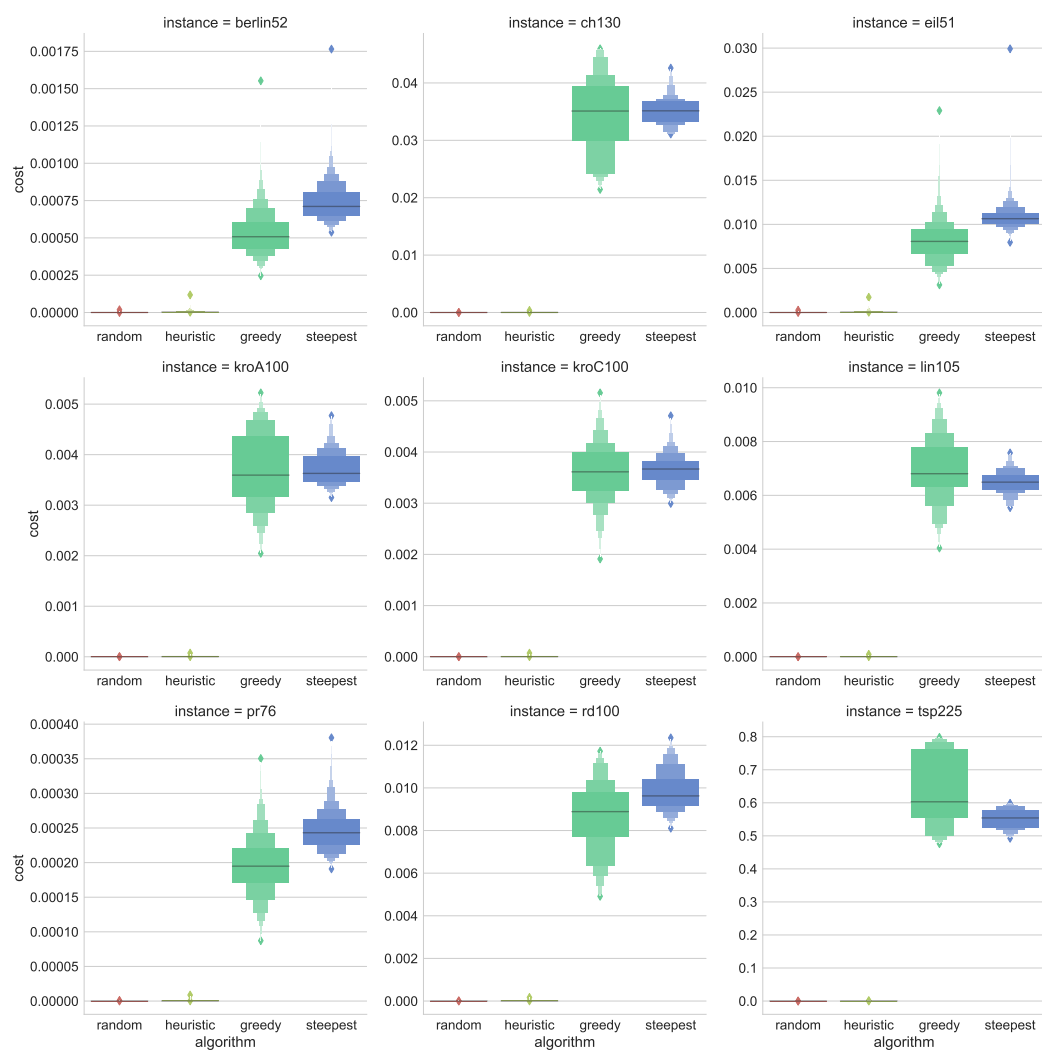 instance = berlin52
0.00175
0.00150
0.00125
0.00100
0.00075
0.00050
0.00025
0.00000
cost
random heuristic greedy steepest
instance = ch130
0.04
0.03
0.02
0.01
0.00
random heuristic greedy steepest
instance = eil51
0.030
0.025
0.020
0.015
0.010
0.005
0.000
random heuristic greedy steepest
instance = kroA100
0.005
0.004
0.003
0.002
0.001
0.000
cost
random heuristic greedy steepest
instance = kroC100
0.005
0.004
0.003
0.002
0.001
0.000
random heuristic greedy steepest
instance = lin105
0.010
0.008
0.006
0.004
0.002
0.000
random heuristic greedy steepest
instance = pr76
0.00040
0.00035
0.00030
0.00025
0.00020
0.00015
0.00010
0.00005
0.00000
cost
random heuristic greedy steepest
algorithm
instance = rd100
0.012
0.010
0.008
0.006
0.004
0.002
0.000
random heuristic greedy steepest
algorithm
instance = tsp225
0.8
0.7
0.6
0.5
0.4
0.3
0.2
0.1
0.0
random heuristic greedy steepest
algorithm